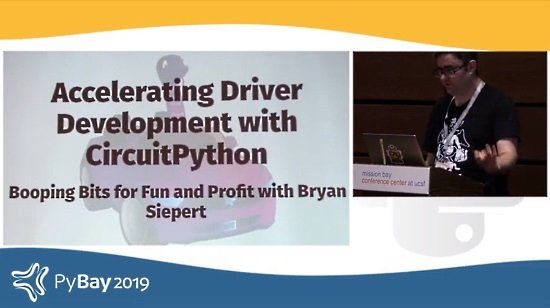 Accelerating Driver
Development with
CircuitPython
Booping Bits for Fun and Profit with Bryan
Siepert
mission bay
conference center at ucsf
PyBay 2019